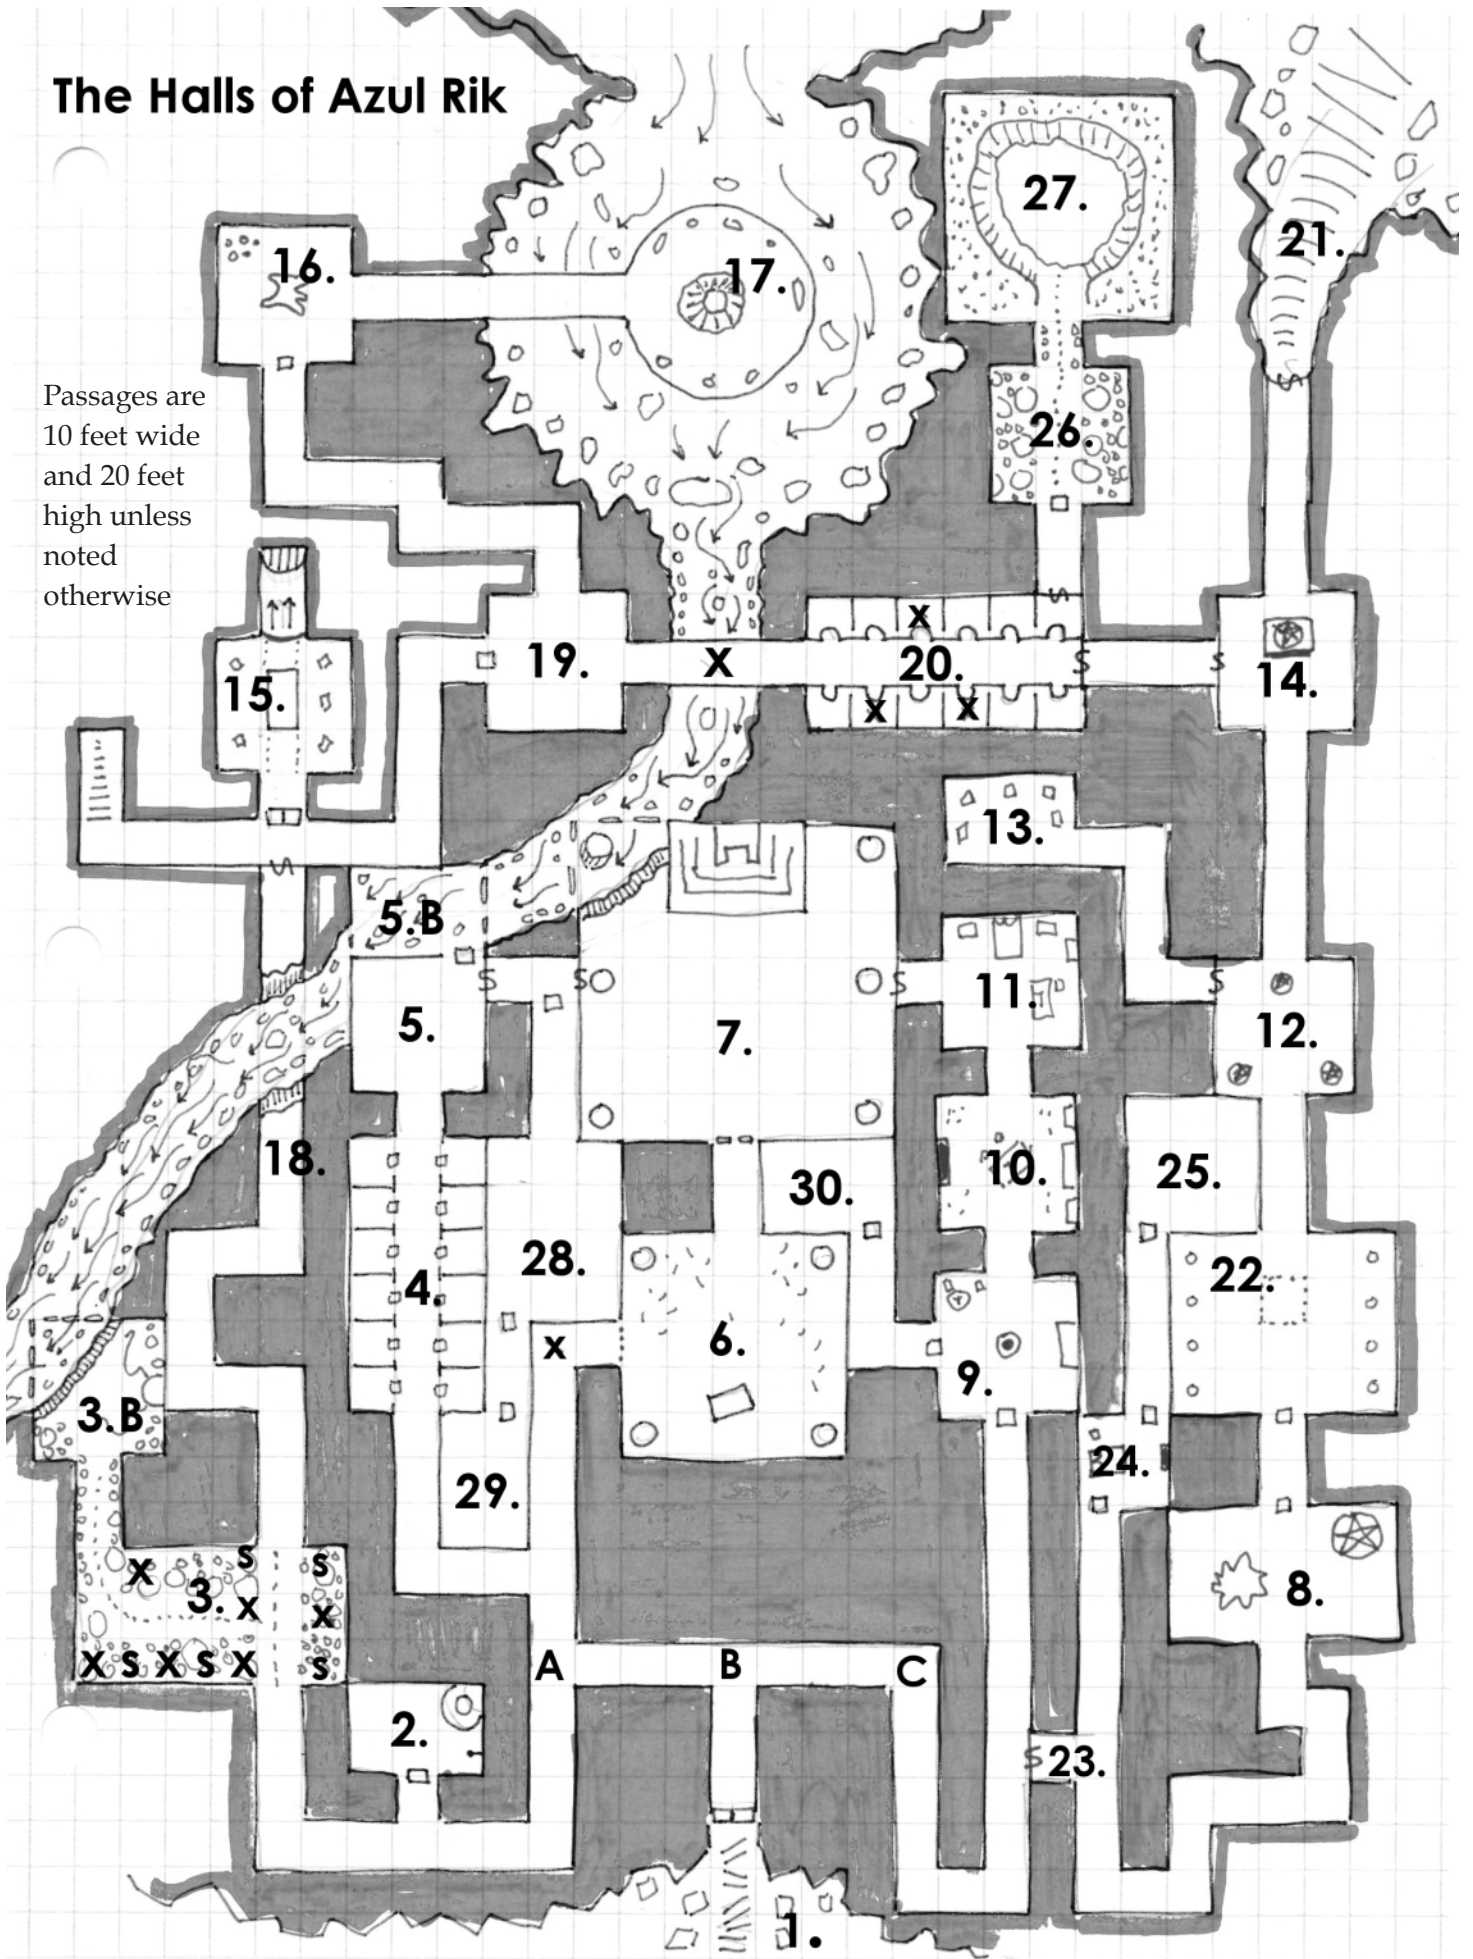 The Halls of Azul Rik
27.
16.
17.
21.
Passages are
10 feet wide
and 20 feet
high unless
noted
otherwise
26.
S
S
X
15.
19.
X
20.
S
S
14.
X
X
13.
S
5.B
S
S
S
11.
S
5.
7.
12.
18.
10.
25.
30.
4.
28.
22.
X
6.
9.
3.B
24.
29.
8.
X
S
S
3.
X
X
X
S
X
S
X
S
A
B
C
2.
S
23.
1.